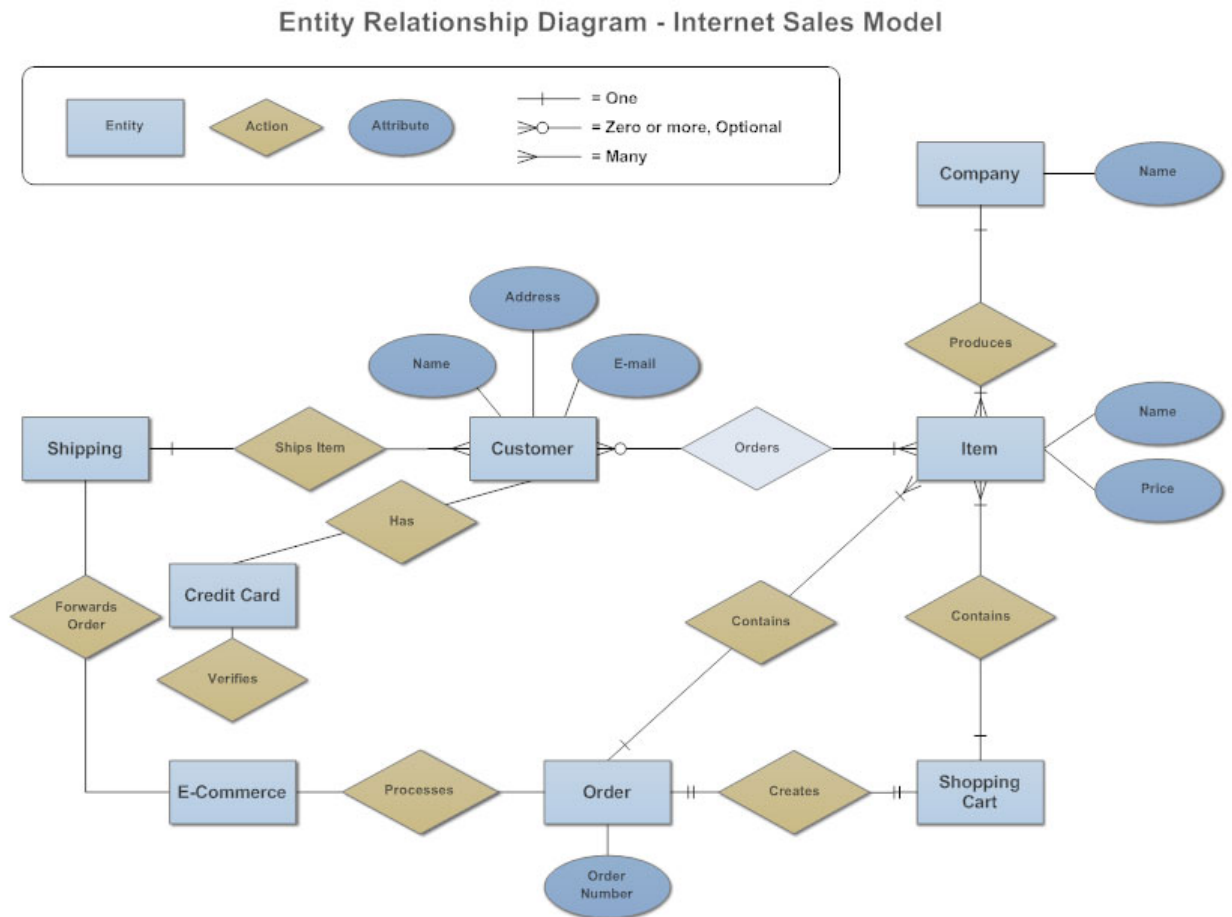 Entity Relationship Diagram - Internet Sales Model
Entity
Action
Attribute
= One
= Zero or more, Optional
= Many
Company
Name
Address
Name
E-mail
Produces
Name
Shipping
Ships Item
Customer
Orders
Item
Price
Has
Credit Card
Forwards
Order
Contains
Contains
Verifies
E-Commerce
Processes
Order
Creates
Shopping
Cart
Order
Number